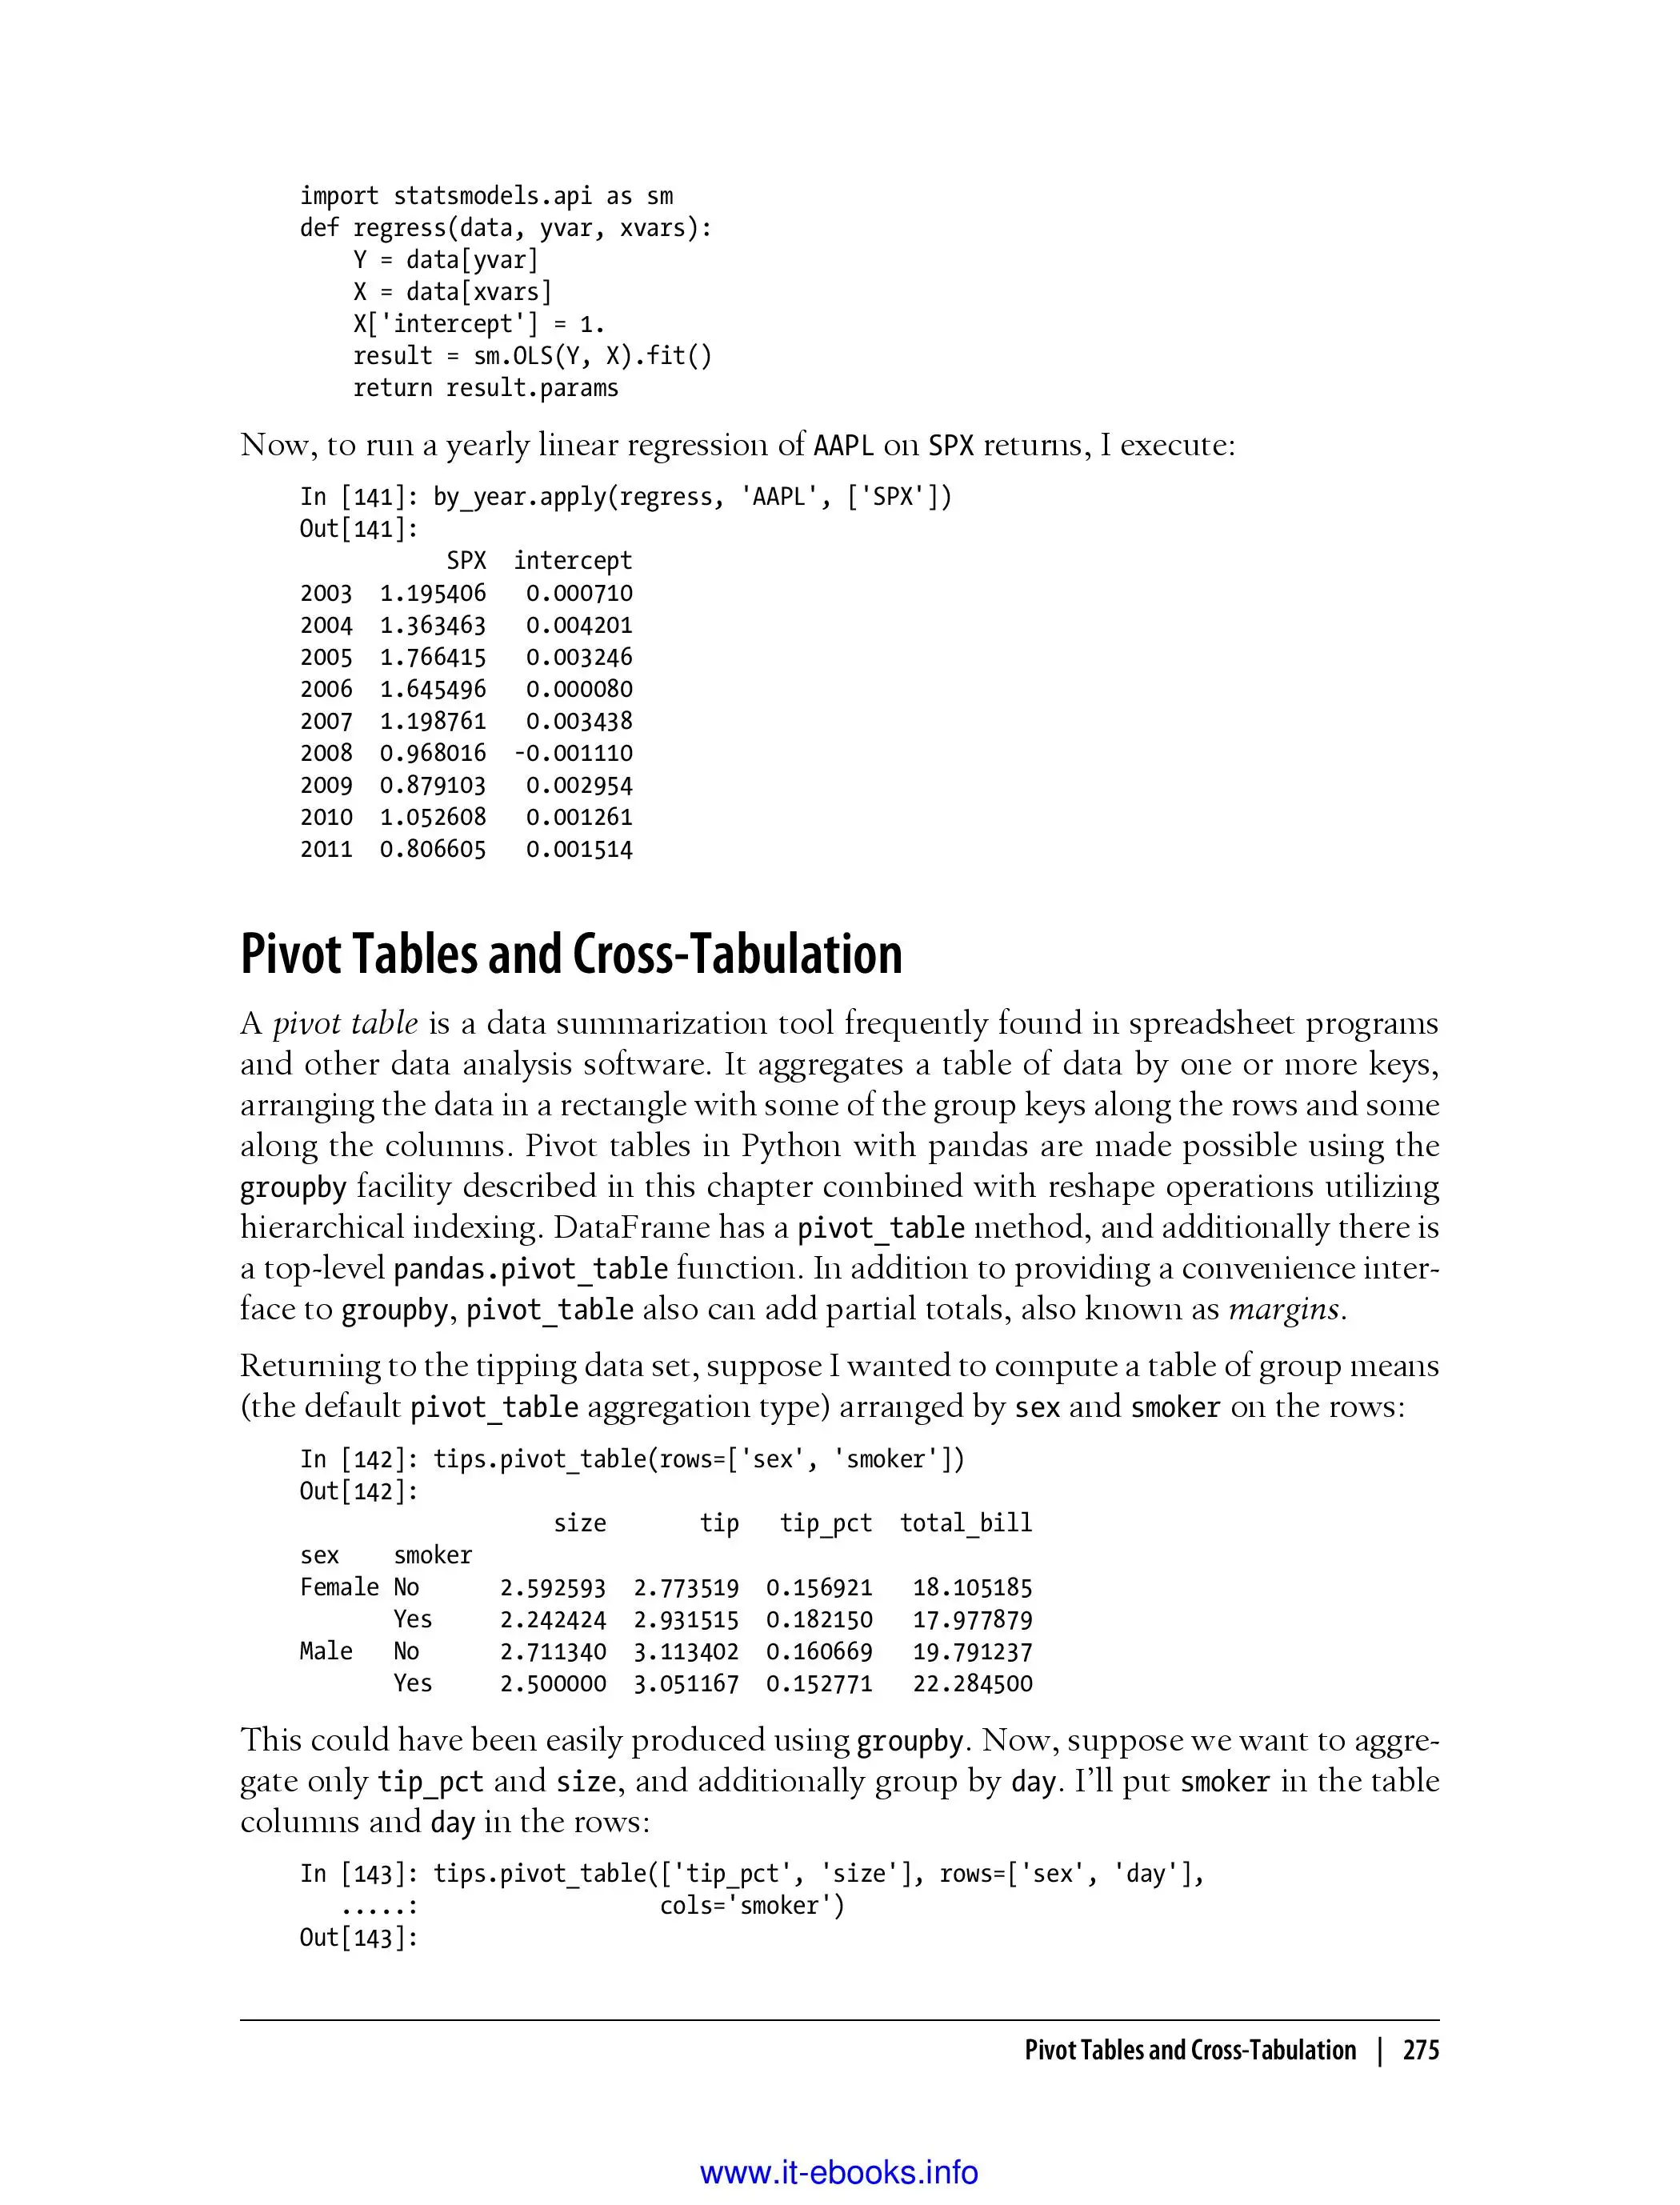 import statsmodels.api as sm
def regress(data, yvar, xvars):
    Y = data[yvar]
    X = data[xvars]
    X['intercept'] = 1.
    result = sm.OLS(Y, X).fit()
    return result.params
Now, to run a yearly linear regression of AAPL on SPX returns, I execute:
In [141]: by_year.apply(regress, 'AAPL', ['SPX'])
Out[141]:
           SPX  intercept
2003  1.195406   0.000710
2004  1.363463   0.004201
2005  1.766415   0.003246
2006  1.645496   0.000080
2007  1.198761   0.003438
2008  0.968016  -0.001110
2009  0.879103   0.002954
2010  1.052608   0.001261
2011  0.806605   0.001514
Pivot Tables and Cross-Tabulation
A pivot table is a data summarization tool frequently found in spreadsheet programs
and other data analysis software. It aggregates a table of data by one or more keys,
arranging the data in a rectangle with some of the group keys along the rows and some
along the columns. Pivot tables in Python with pandas are made possible using the
groupby facility described in this chapter combined with reshape operations utilizing
hierarchical indexing. DataFrame has a pivot_table method, and additionally there is
a top-level pandas.pivot_table function. In addition to providing a convenience inter-
face to groupby, pivot_table also can add partial totals, also known as margins.
Returning to the tipping data set, suppose I wanted to compute a table of group means
(the default pivot_table aggregation type) arranged by sex and smoker on the rows:
In [142]: tips.pivot_table(rows=['sex', 'smoker'])
Out[142]:
                   size       tip   tip_pct  total_bill
sex    smoker
Female No      2.592593  2.773519  0.156921   18.105185
       Yes     2.242424  2.931515  0.182150   17.977879
Male   No      2.711340  3.113402  0.160669   19.791237
       Yes     2.500000  3.051167  0.152771   22.284500
This could have been easily produced using groupby. Now, suppose we want to aggre-
gate only tip_pct and size, and additionally group by day. I’ll put smoker in the table
columns and day in the rows:
In [143]: tips.pivot_table(['tip_pct', 'size'], rows=['sex', 'day'],
   .....:                  cols='smoker')
Out[143]:
Pivot Tables and Cross-Tabulation | 275
www.it-ebooks.info